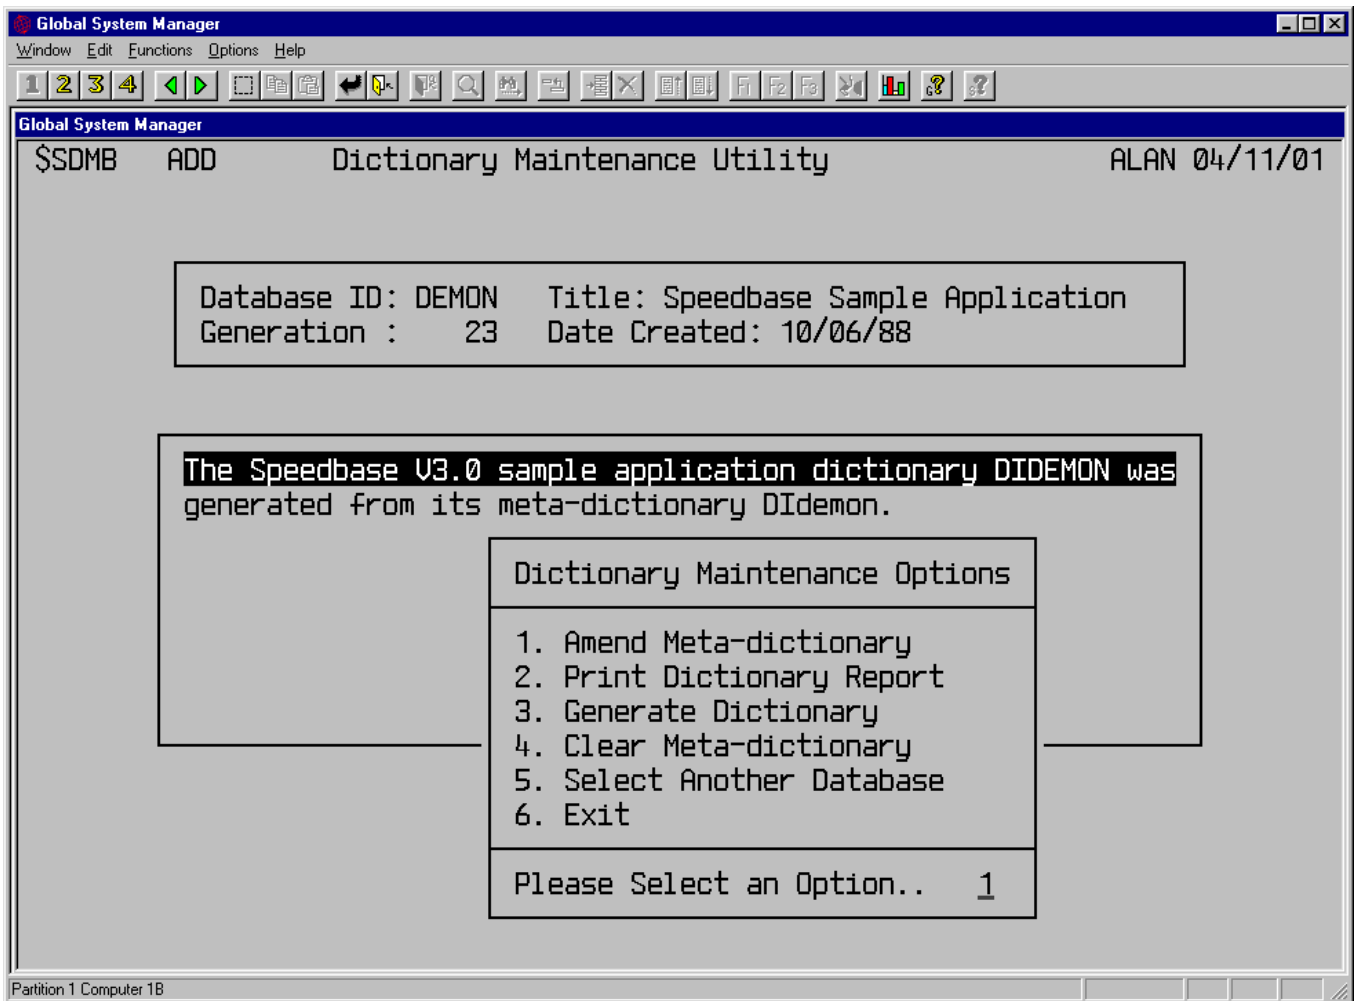 Global System Manager
Window Edit Functions Options Help
1 2 3 4 F1 F2 F3 G? S?
Global System Manager
$SDMB ADD Dictionary Maintenance Utility ALAN 04/11/01
Database ID: DEMON Title: Speedbase Sample Application
Generation : 23 Date Created: 10/06/88
The Speedbase V3.0 sample application dictionary DIDEMON was
generated from its meta-dictionary DIdemon.
Dictionary Maintenance Options
1. Amend Meta-dictionary
2. Print Dictionary Report
3. Generate Dictionary
4. Clear Meta-dictionary
5. Select Another Database
6. Exit
Please Select an Option.. 1
Partition 1 Computer 1B